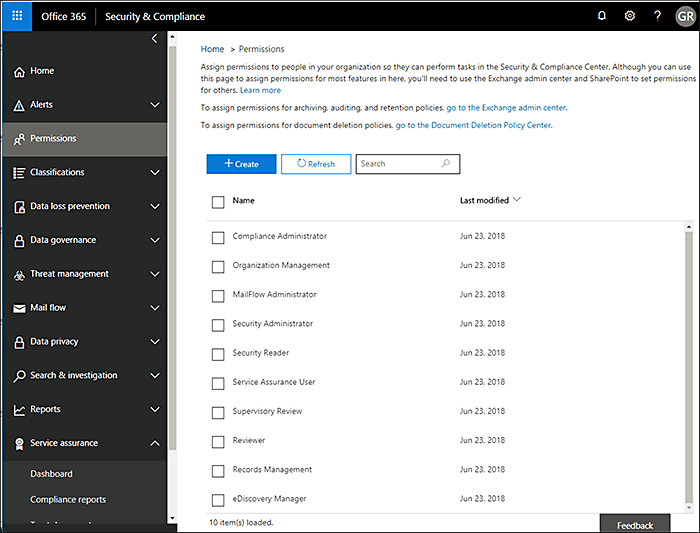 Office 365 Security & Compliance ? GR
Home
Alerts
Permissions
Classifications
Data loss prevention
Data governance
Threat management
Mail flow
Data privacy
Search & investigation
Reports
Service assurance
Dashboard
Compliance reports
Home > Permissions
Assign permissions to people in your organization so they can perform tasks in the Security & Compliance Center. Although you can use
this page to assign permissions for most features in here, you'll need to use the Exchange admin center and SharePoint to set permissions
for others. Learn more
To assign permissions for archiving, auditing, and retention policies, go to the Exchange admin center.
To assign permissions for document deletion policies, go to the Document Deletion Policy Center.
+ Create Refresh Search
Name Last modified
Compliance Administrator Jun 23, 2018
Organization Management Jun 23, 2018
MailFlow Administrator Jun 23, 2018
Security Administrator Jun 23, 2018
Security Reader Jun 23, 2018
Service Assurance User Jun 23, 2018
Supervisory Review Jun 23, 2018
Reviewer Jun 23, 2018
Records Management Jun 23, 2018
eDiscovery Manager Jun 23, 2018
10 item(s) loaded. Feedback